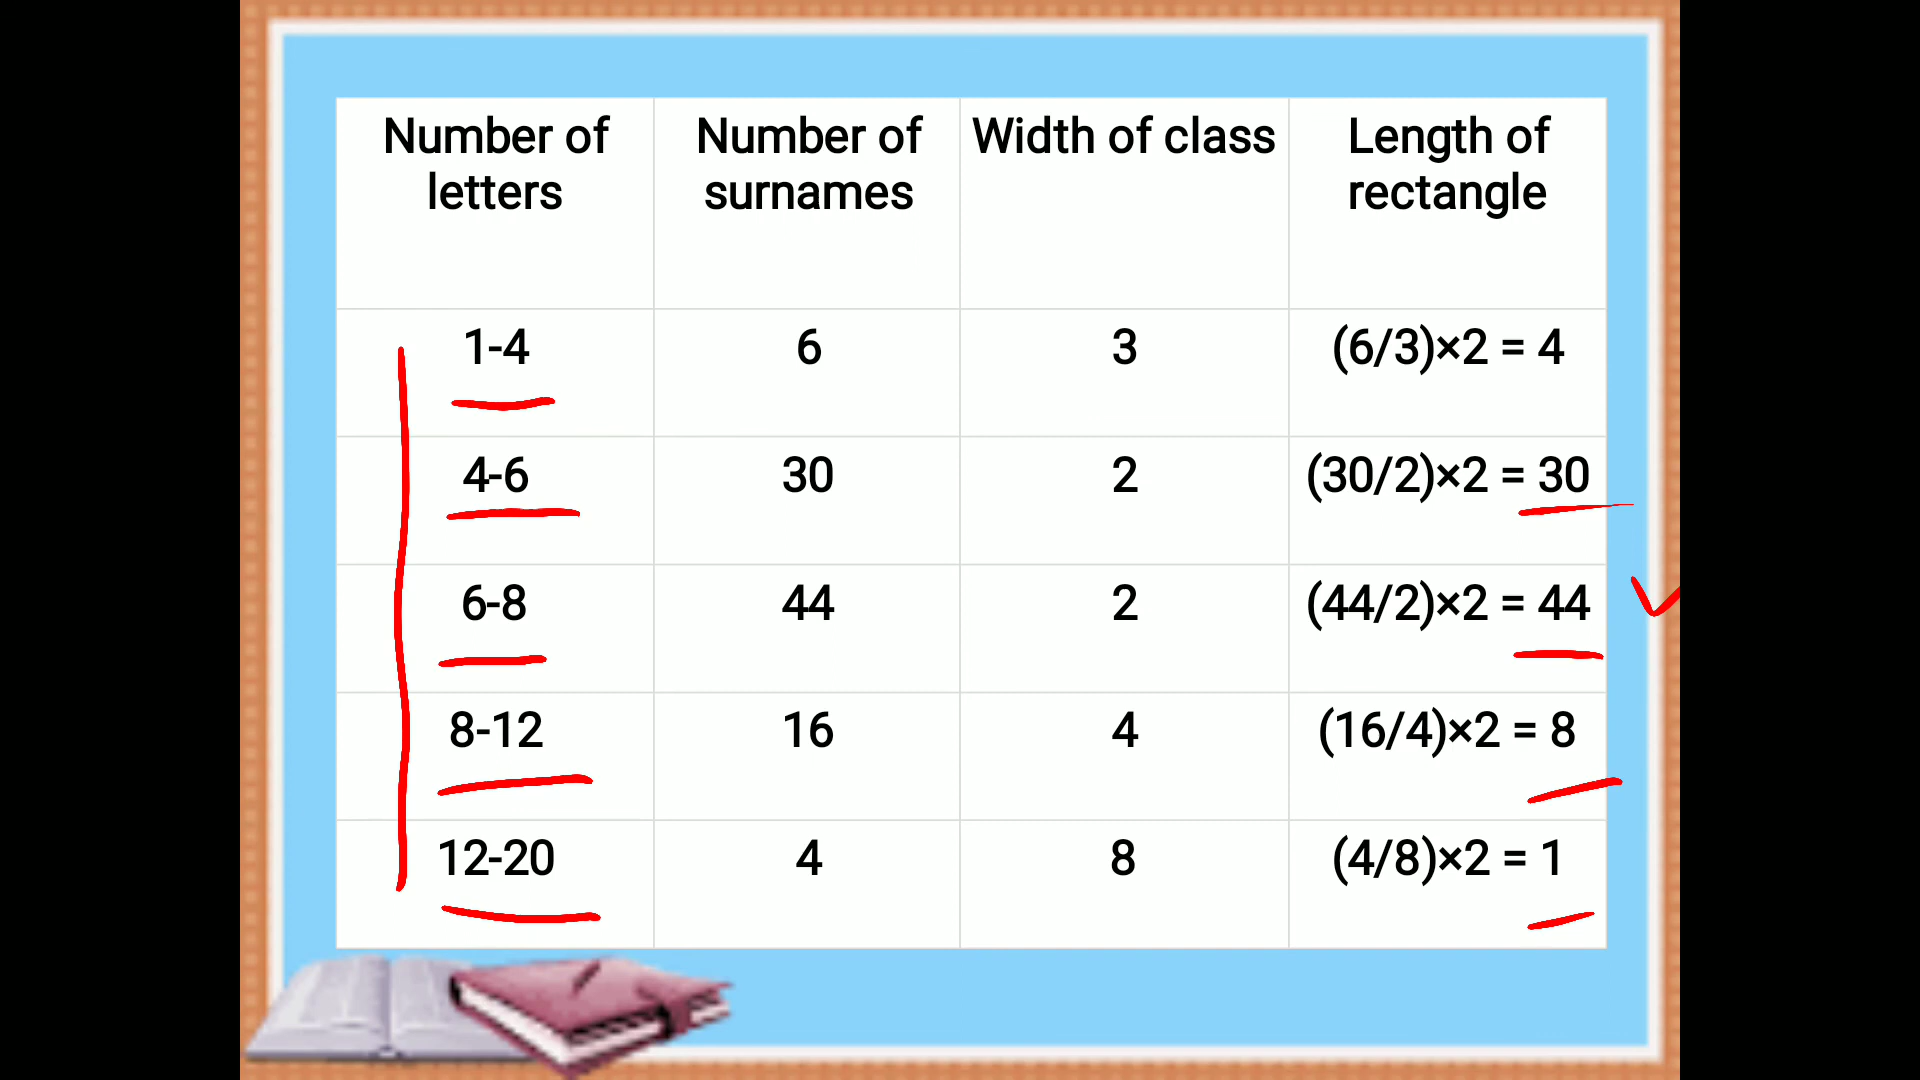 Number of letters
Number of surnames
Width of class
Length of rectangle
1-4
6
3
(6/3)×2 = 4
4-6
30
2
(30/2)×2 = 30
6-8
44
2
(44/2)×2 = 44
8-12
16
4
(16/4)×2 = 8
12-20
4
8
(4/8)×2 = 1